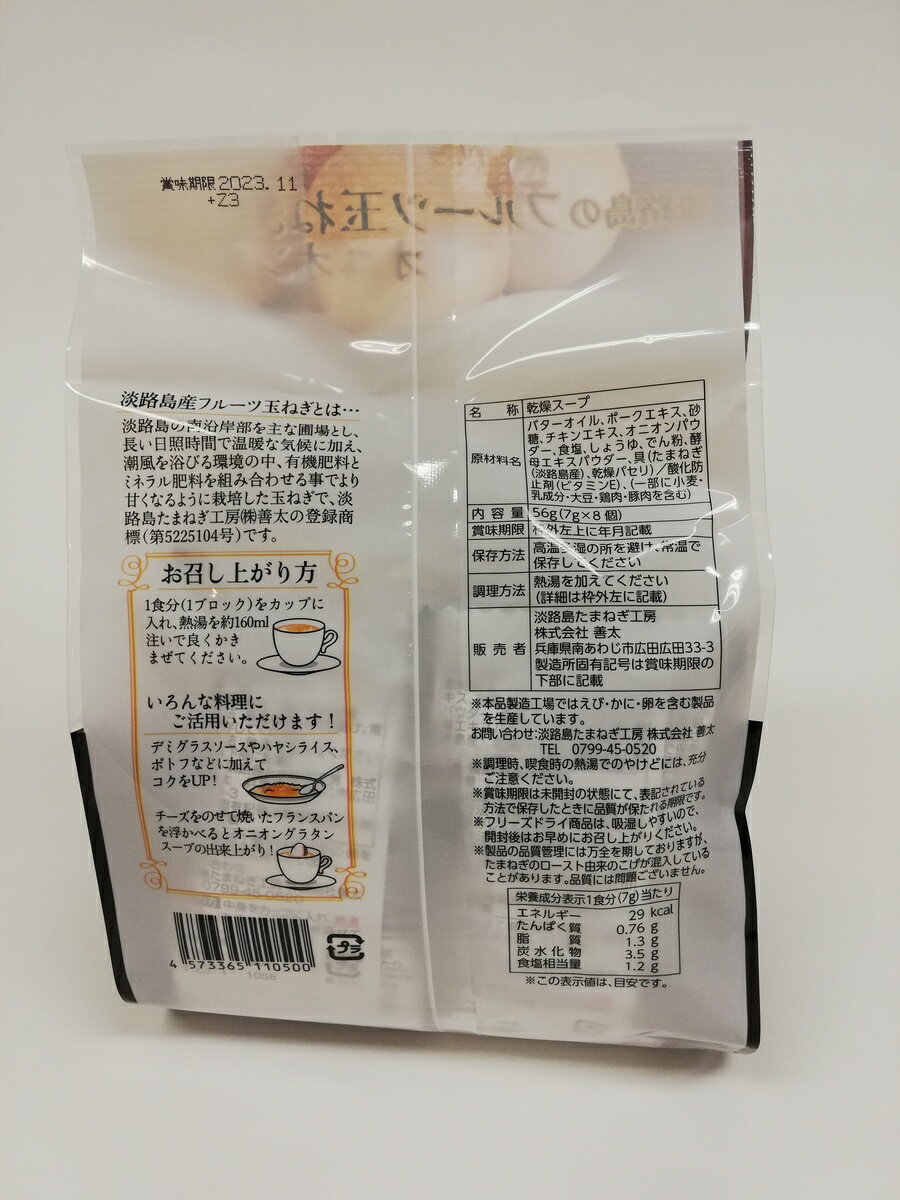 賞味期限2023.11
+Z3
淡路島のフルーツ玉ね
オニオン
淡路島産フルーツ玉ねぎとは…
淡路島の南沿岸部を主な圃場とし、
長い日照時間で温暖な気候に加え、
潮風を浴びる環境の中、有機肥料と
ミネラル肥料を組み合わせる事でより
甘くなるように栽培した玉ねぎで、淡
路島たまねぎ工房㈱善太の登録商
標(第5225104号)です。
お召し上がり方
1食分(1ブロック)をカップに
入れ、熱湯を約160ml
注いで良くかき
まぜてください。
いろんな料理に
ご活用いただけます！
デミグラスソースやハヤシライス、
ポトフなどに加えて
コクをUP！
チーズをのせて焼いたフランスパン
を浮かべるとオニオングラタン
スープの出来上がり！
4 573365 110500
1058
プラ
名 称 乾燥スープ
原材料名 バターオイル、ポークエキス、砂
糖、チキンエキス、オニオンパウ
ダー、食塩、しょうゆ、でん粉、酵
母エキスパウダー、具(たまねぎ
(淡路島産)、乾燥パセリ)／酸化防
止剤(ビタミンE)、(一部に小麦・
乳成分・大豆・鶏肉・豚肉を含む)
内容量 56g(7g×8個)
賞味期限 枠外左上に年月記載
保存方法 高温多湿の所を避け、常温で
保存してください
調理方法 熱湯を加えてください
(詳細は枠外左に記載)
販売者 淡路島たまねぎ工房
株式会社 善太
兵庫県南あわじ市広田広田33-3
製造所固有記号は賞味期限の
下部に記載
※本品製造工場ではえび・かに・卵を含む製品
を生産しています。
お問い合わせ:淡路島たまねぎ工房 株式会社 善太
TEL 0799-45-0520
※調理時、喫食時の熱湯でのやけどには、充分
ご注意ください。
※賞味期限は未開封の状態にて、表記されている
方法で保存したときに品質が保たれる期限です。
※フリーズドライ商品は、吸湿しやすいので、
開封後はお早めにお召し上がりください。
※製品の品質管理には万全を期しておりますが、
たまねぎのロースト由来のこげが混入している
ことがあります。品質には問題ございません。
栄養成分表示1食分(7g)当たり
エネルギー 29 kcal
たんぱく質 0.76 g
脂質 1.3 g
炭水化物 3.5 g
食塩相当量 1.2 g
※この表示値は、目安です。